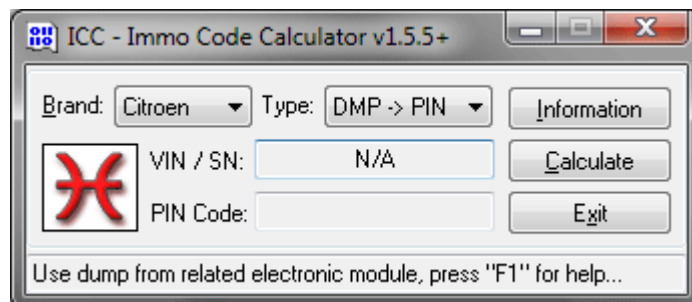 ICC - Immo Code Calculator v1.5.5+
Brand: Citroen Type: DMP -> PIN Information
VIN / SN: N/A Calculate
PIN Code: Exit
Use dump from related electronic module, press "F1" for help...